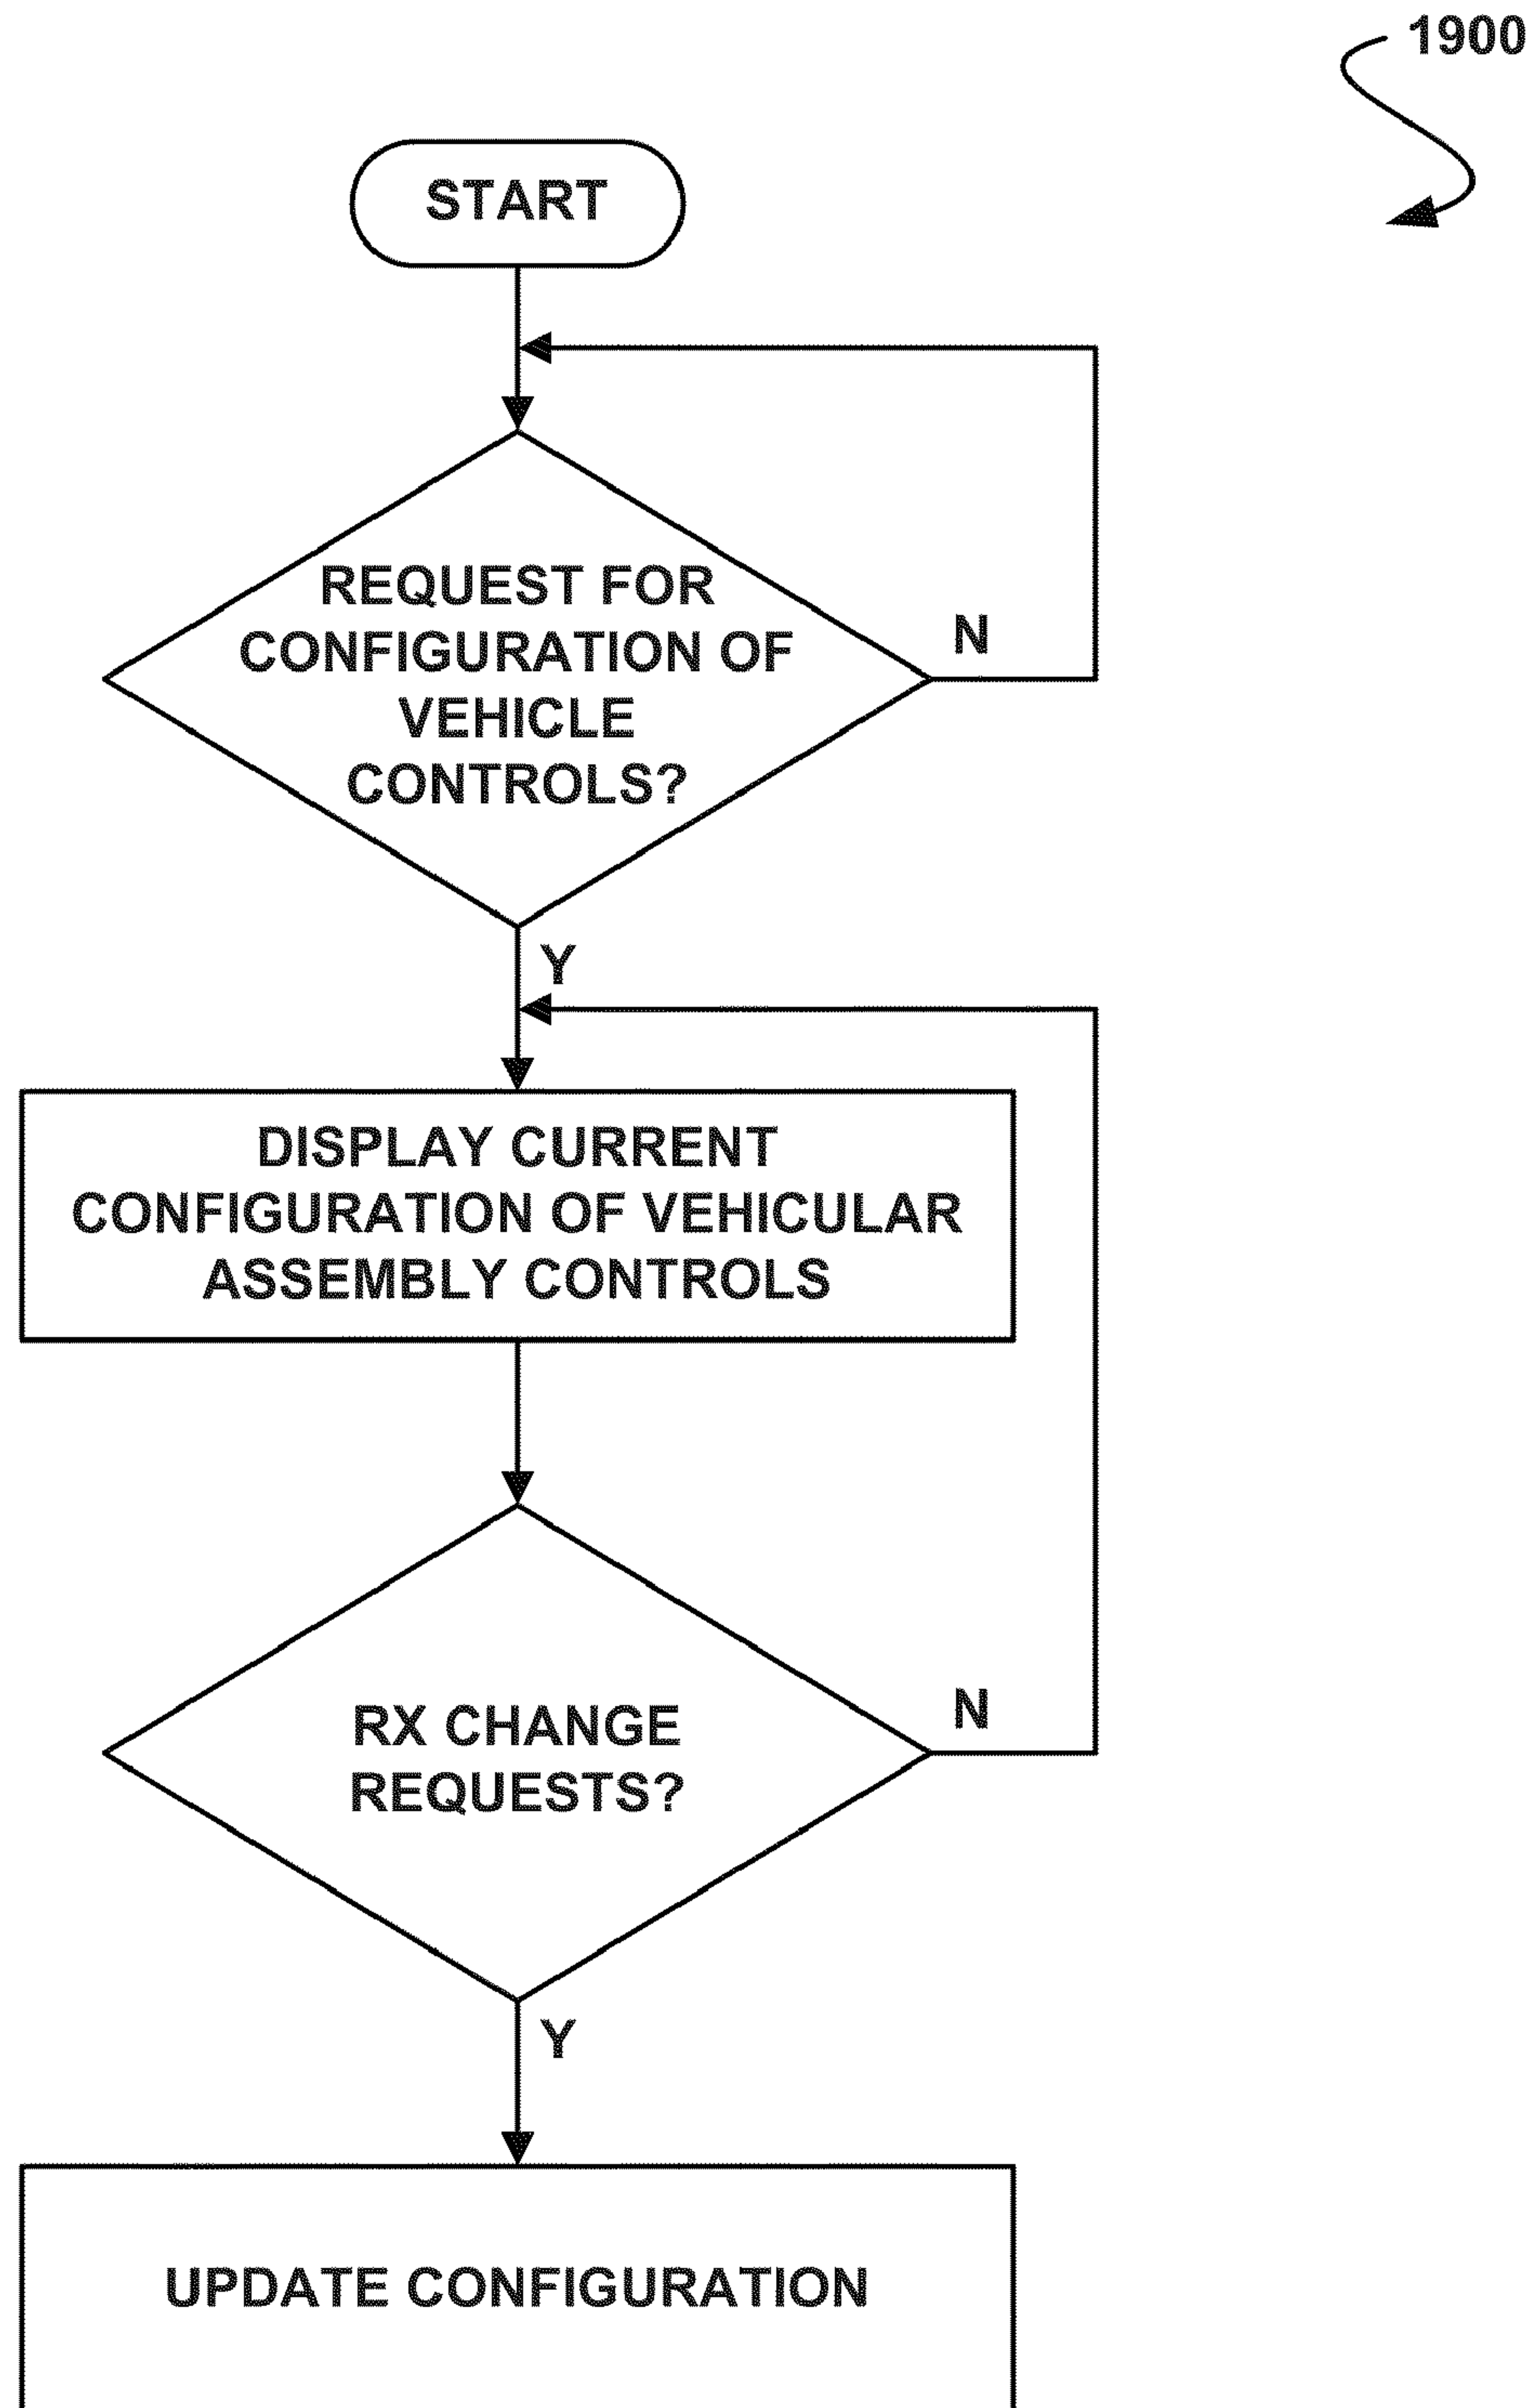 1900
START
REQUEST FOR
CONFIGURATION OF
VEHICLE
CONTROLS?
N
Y
DISPLAY CURRENT
CONFIGURATION OF VEHICULAR
ASSEMBLY CONTROLS
RX CHANGE
REQUESTS?
N
Y
UPDATE CONFIGURATION